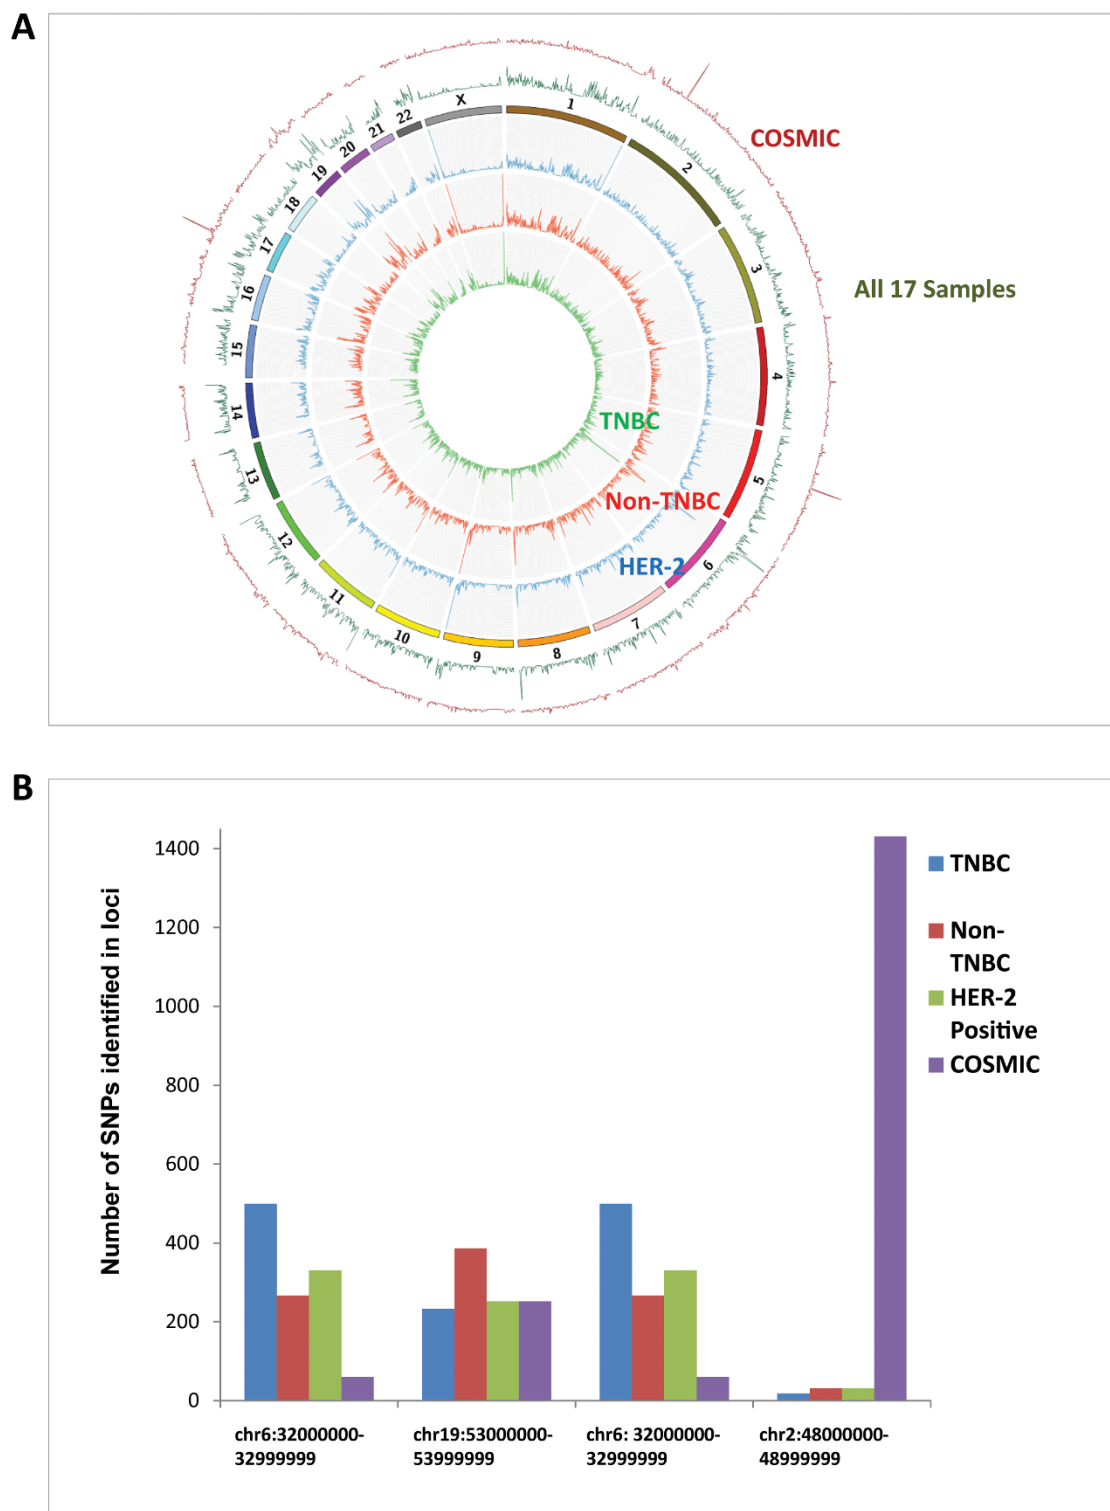 A
X
1
2
3
4
5
6
7
8
9
10
11
12
13
14
15
16
17
18
19
20
21
22
COSMIC
All 17 Samples
TNBC
Non-TNBC
HER-2
B
Number of SNPs identified in loci
1400
1200
1000
800
600
400
200
0
chr6:32000000-
32999999
chr19:53000000-
53999999
chr6: 32000000-
32999999
chr2:48000000-
48999999
TNBC
Non-
TNBC
HER-2
Positive
COSMIC